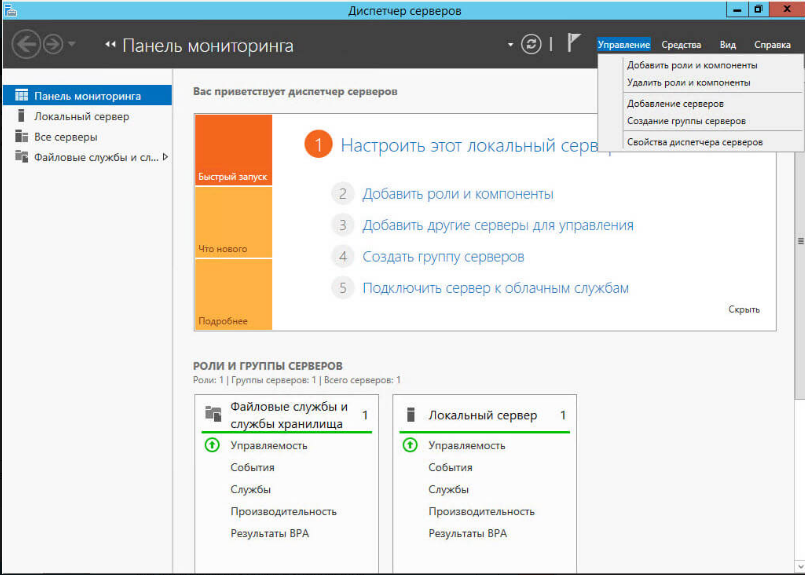 Диспетчер серверов
Панель мониторинга
Управление Средства Вид Справка
Добавить роли и компоненты
Удалить роли и компоненты
Добавление серверов
Создание группы серверов
Свойства диспетчера серверов
Панель мониторинга
Локальный сервер
Все серверы
Файловые службы и сл...
Вас приветствует диспетчер серверов
Быстрый запуск
Что нового
Подробнее
1 Настроить этот локальный
2 Добавить роли и компоненты
3 Добавить другие серверы для управления
4 Создать группу серверов
5 Подключить сервер к облачным службам
Скрыть
РОЛИ И ГРУППЫ СЕРВЕРОВ
Роли: 1 | Группы серверов: 1 | Всего серверов: 1
Файловые службы и
службы хранилища 1
Управляемость
События
Службы
Производительность
Результаты BPA
Локальный сервер 1
Управляемость
События
Службы
Производительность
Результаты BPA